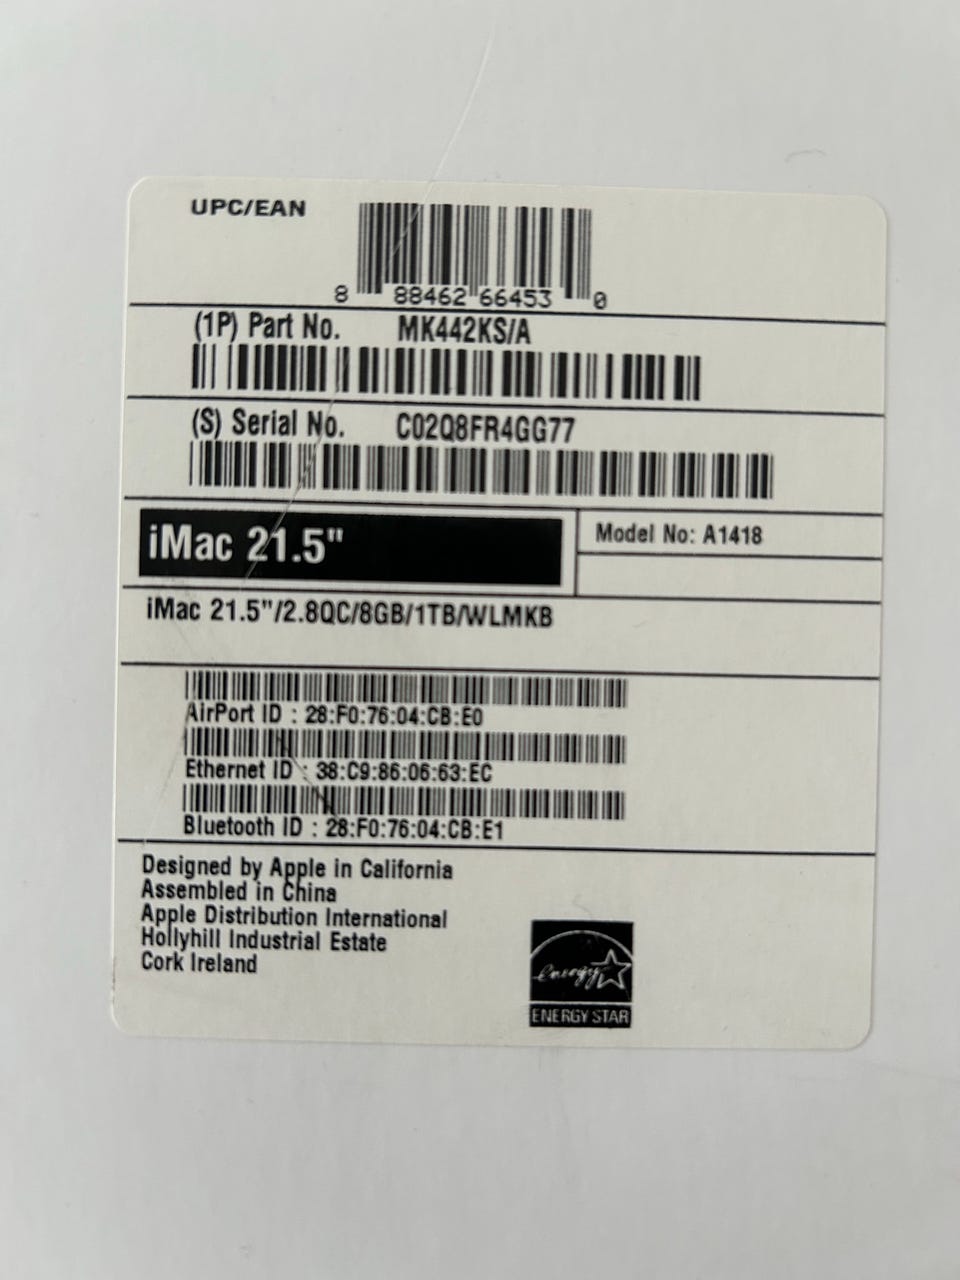 UPC/EAN
8 88462 66453 0
(1P) Part No. MK442KS/A
(S) Serial No. C02Q8FR4GG77
iMac 21.5"
Model No: A1418
iMac 21.5"/2.8QC/8GB/1TB/WLMKB
AirPort ID : 28:F0:76:04:CB:E0
Ethernet ID : 38:C9:86:06:63:EC
Bluetooth ID : 28:F0:76:04:CB:E1
Designed by Apple in California
Assembled in China
Apple Distribution International
Hollyhill Industrial Estate
Cork Ireland
energy
ENERGY STAR